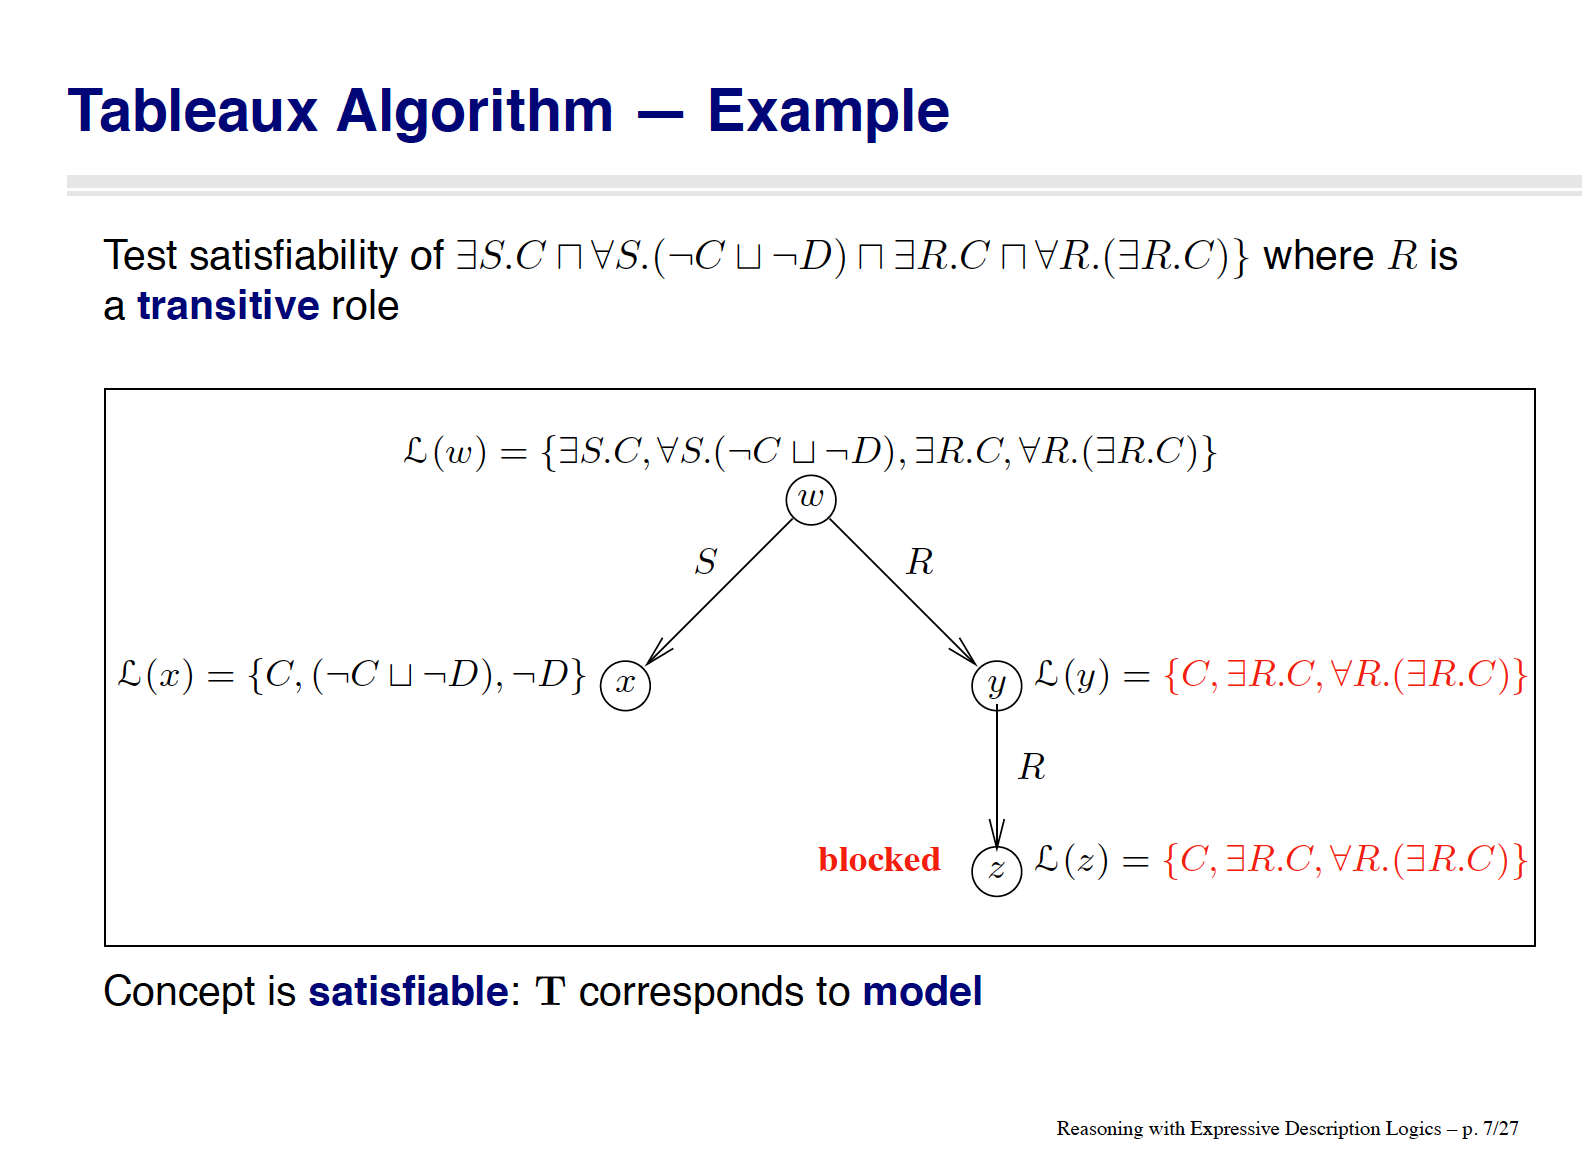 Tableaux Algorithm — Example
Test satisfiability of ∃S.C ⊓ ∀S.(¬C ⊔ ¬D) ⊓ ∃R.C ⊓ ∀R.(∃R.C)} where R is
a transitive role
ℒ(w) = {∃S.C, ∀S.(¬C ⊔ ¬D), ∃R.C, ∀R.(∃R.C)}
w
S R
ℒ(x) = {C, (¬C ⊔ ¬D), ¬D} x y ℒ(y) = {C, ∃R.C, ∀R.(∃R.C)}
R
blocked z ℒ(z) = {C, ∃R.C, ∀R.(∃R.C)}
Concept is satisfiable: T corresponds to model
Reasoning with Expressive Description Logics – p. 7/27